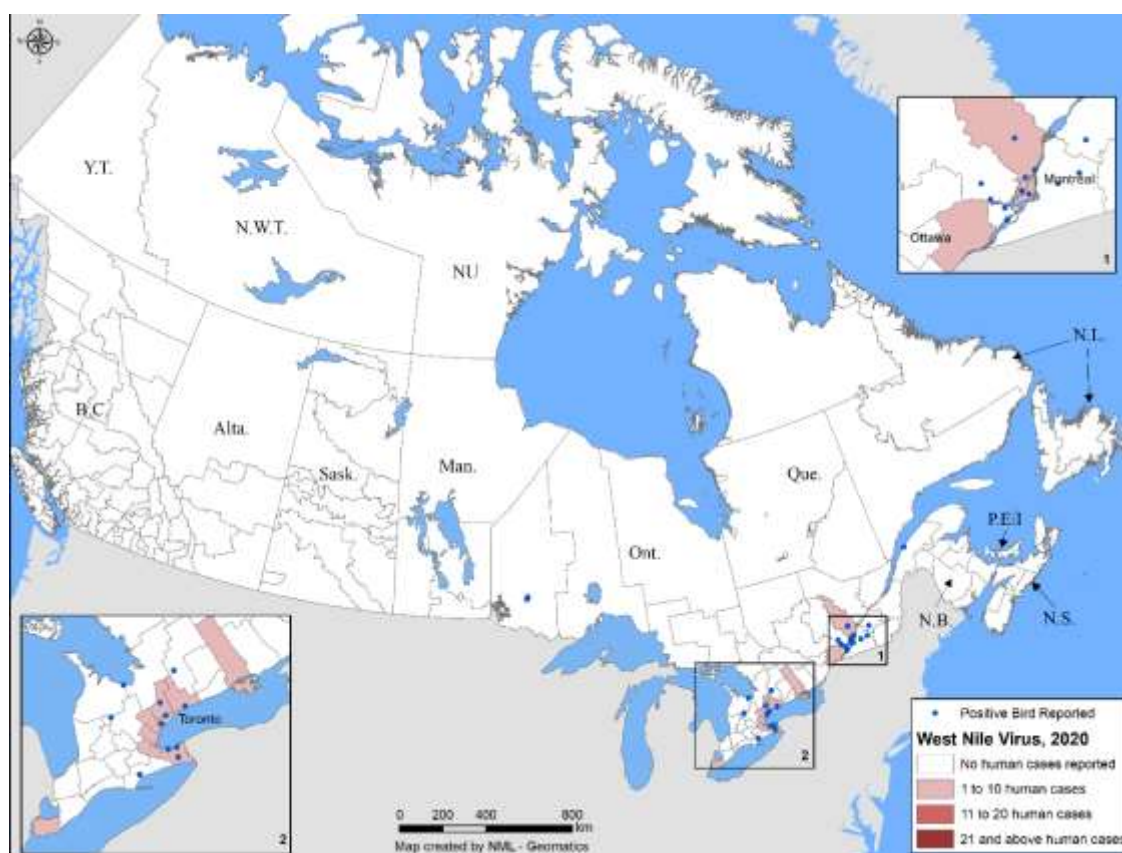 Y.T.
N.W.T.
NU
B.C
Alta.
Sask.
Man.
Ont.
Que.
N.L.
P.E.I
N.B.
N.S.
Montreal
Ottawa
1
1
Toronto
2
2
0 200 400 800
km
Map created by NML - Geomatics
Positive Bird Reported
West Nile Virus, 2020
No human cases reported
1 to 10 human cases
11 to 20 human cases
21 and above human cases